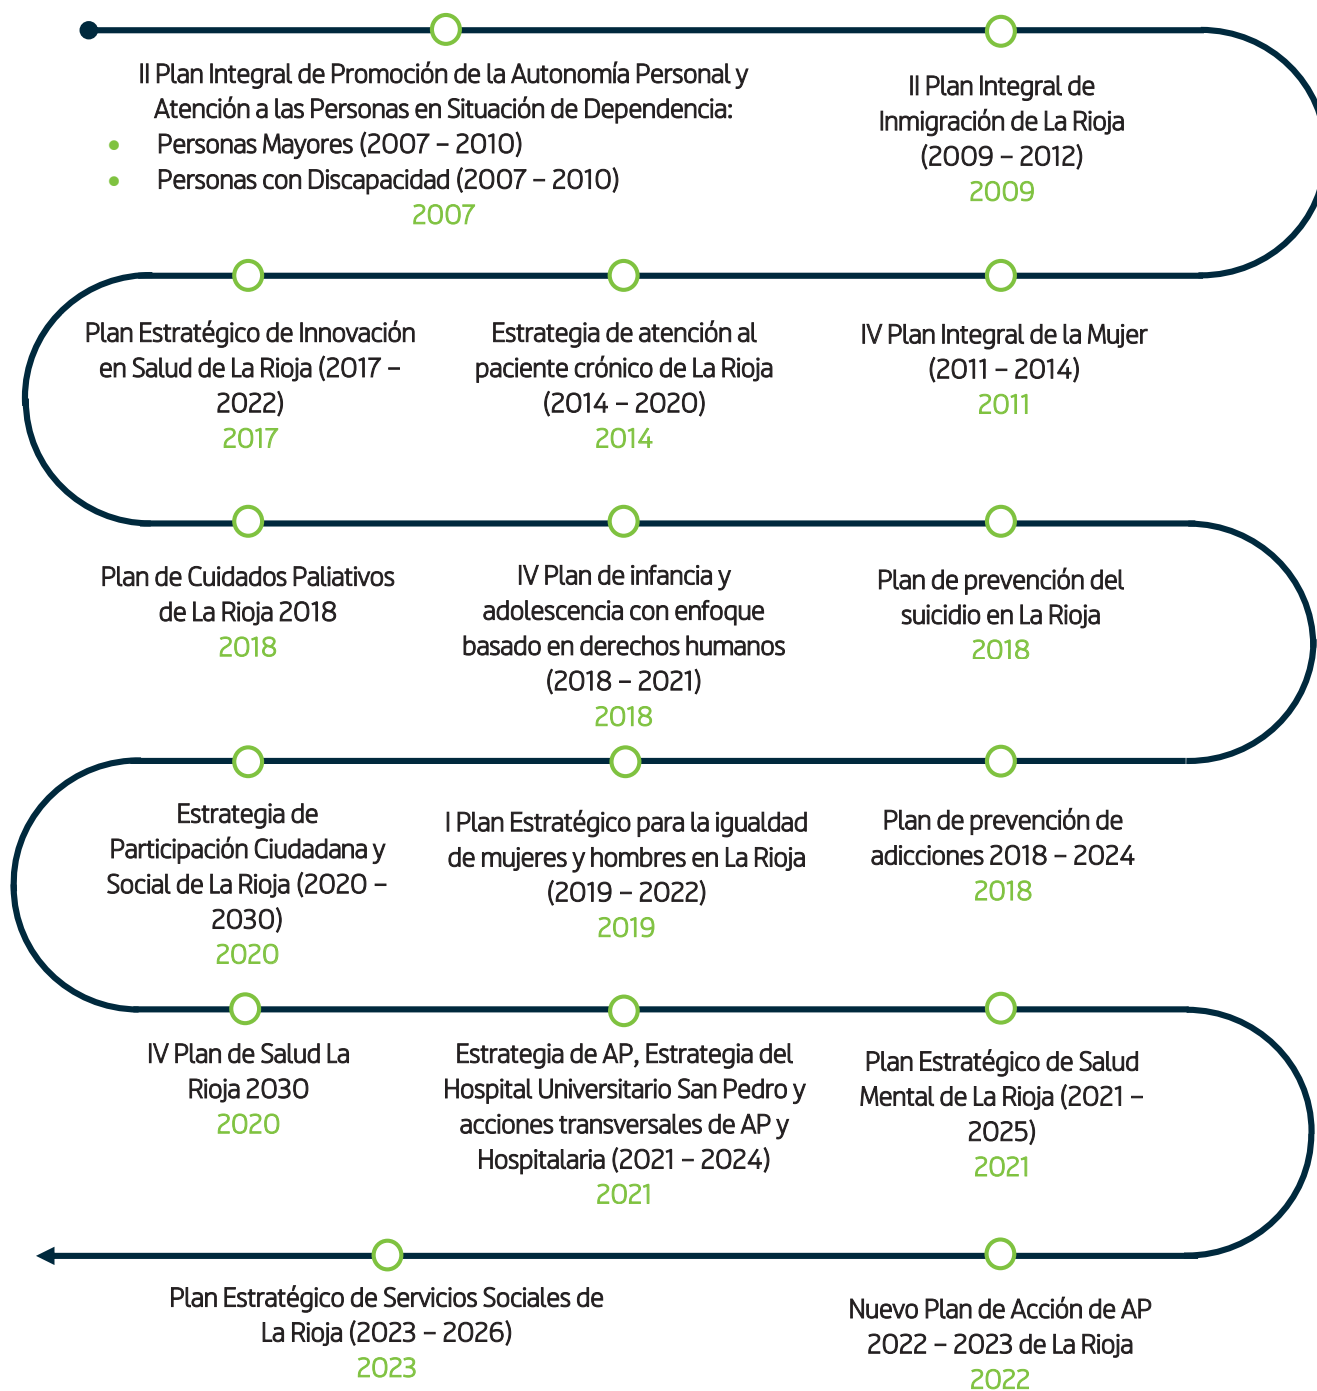 II Plan Integral de Promoción de la Autonomía Personal y
Atención a las Personas en Situación de Dependencia:
• Personas Mayores (2007 – 2010)
• Personas con Discapacidad (2007 – 2010)
2007
II Plan Integral de
Inmigración de La Rioja
(2009 – 2012)
2009
IV Plan Integral de la Mujer
(2011 – 2014)
2011
Estrategia de atención al
paciente crónico de La Rioja
(2014 – 2020)
2014
Plan Estratégico de Innovación
en Salud de La Rioja (2017 –
2022)
2017
Plan de Cuidados Paliativos
de La Rioja 2018
2018
IV Plan de infancia y
adolescencia con enfoque
basado en derechos humanos
(2018 – 2021)
2018
Plan de prevención del
suicidio en La Rioja
2018
Plan de prevención de
adicciones 2018 – 2024
2018
I Plan Estratégico para la igualdad
de mujeres y hombres en La Rioja
(2019 – 2022)
2019
Estrategia de
Participación Ciudadana y
Social de La Rioja (2020 –
2030)
2020
IV Plan de Salud La
Rioja 2030
2020
Estrategia de AP, Estrategia del
Hospital Universitario San Pedro y
acciones transversales de AP y
Hospitalaria (2021 – 2024)
2021
Plan Estratégico de Salud
Mental de La Rioja (2021 –
2025)
2021
Nuevo Plan de Acción de AP
2022 – 2023 de La Rioja
2022
Plan Estratégico de Servicios Sociales de
La Rioja (2023 – 2026)
2023